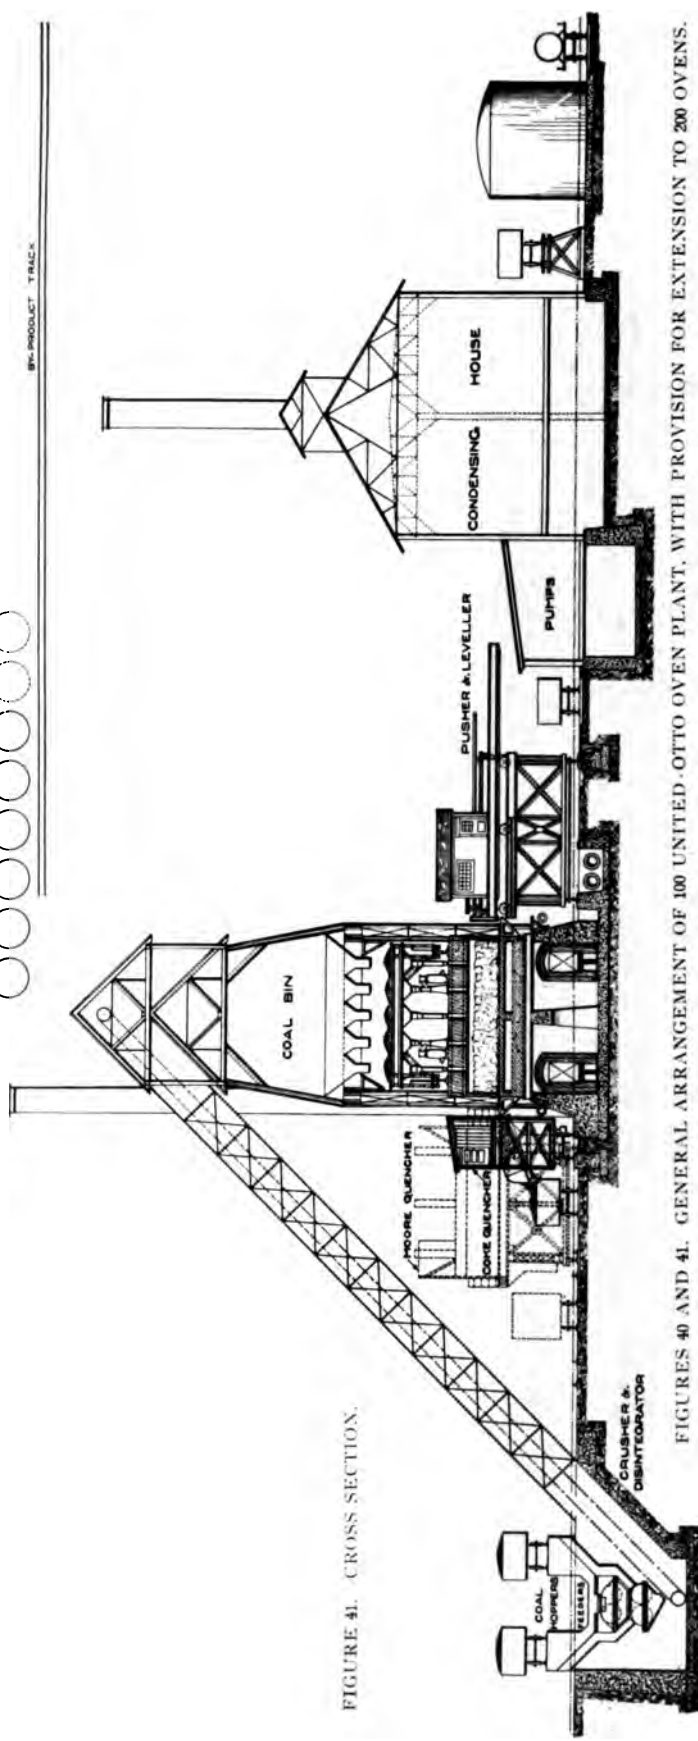 BY-PRODUCT TRACK
COAL BIN
MOORE QUENCHER
COKE QUENCHER
PUSHER & LEVELLER
PUMPS
CONDENSING HOUSE
COAL
HOPPERS
FEEDERS
CRUSHER &
DISINTEGRATOR
FIGURE 41. CROSS SECTION.
FIGURES 40 AND 41. GENERAL ARRANGEMENT OF 100 UNITED-OTTO OVEN PLANT, WITH PROVISION FOR EXTENSION TO 200 OVENS.